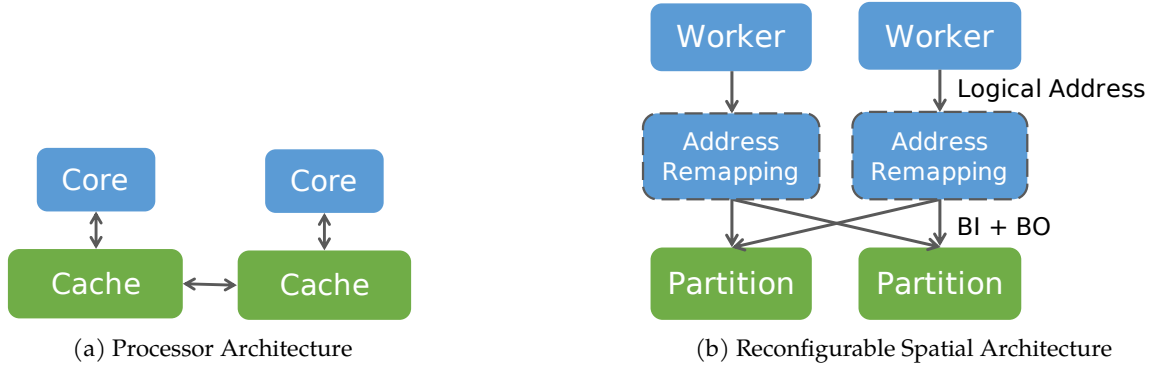 Core
Core
Cache
Cache
(a) Processor Architecture
Worker
Worker
Logical Address
Address
Remapping
Address
Remapping
BI + BO
Partition
Partition
(b) Reconfigurable Spatial Architecture